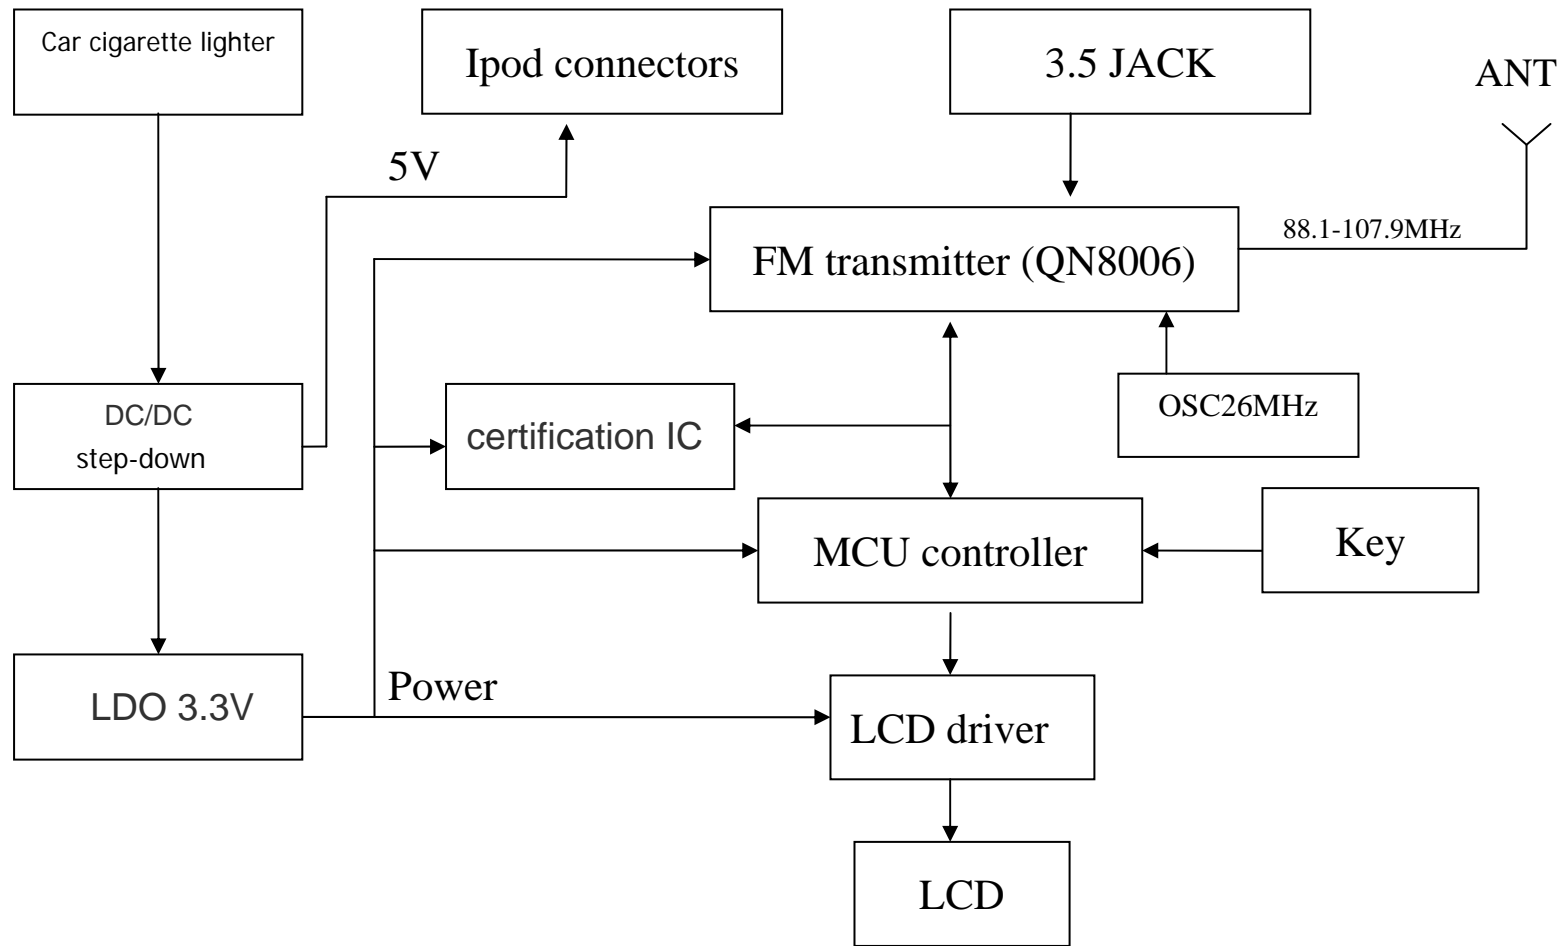 Car cigarette lighter
Ipod connectors
3.5 JACK
ANT
5V
88.1-107.9MHz
FM transmitter (QN8006)
DC/DC
step-down
certification IC
OSC26MHz
MCU controller
Key
LDO 3.3V
Power
LCD driver
LCD